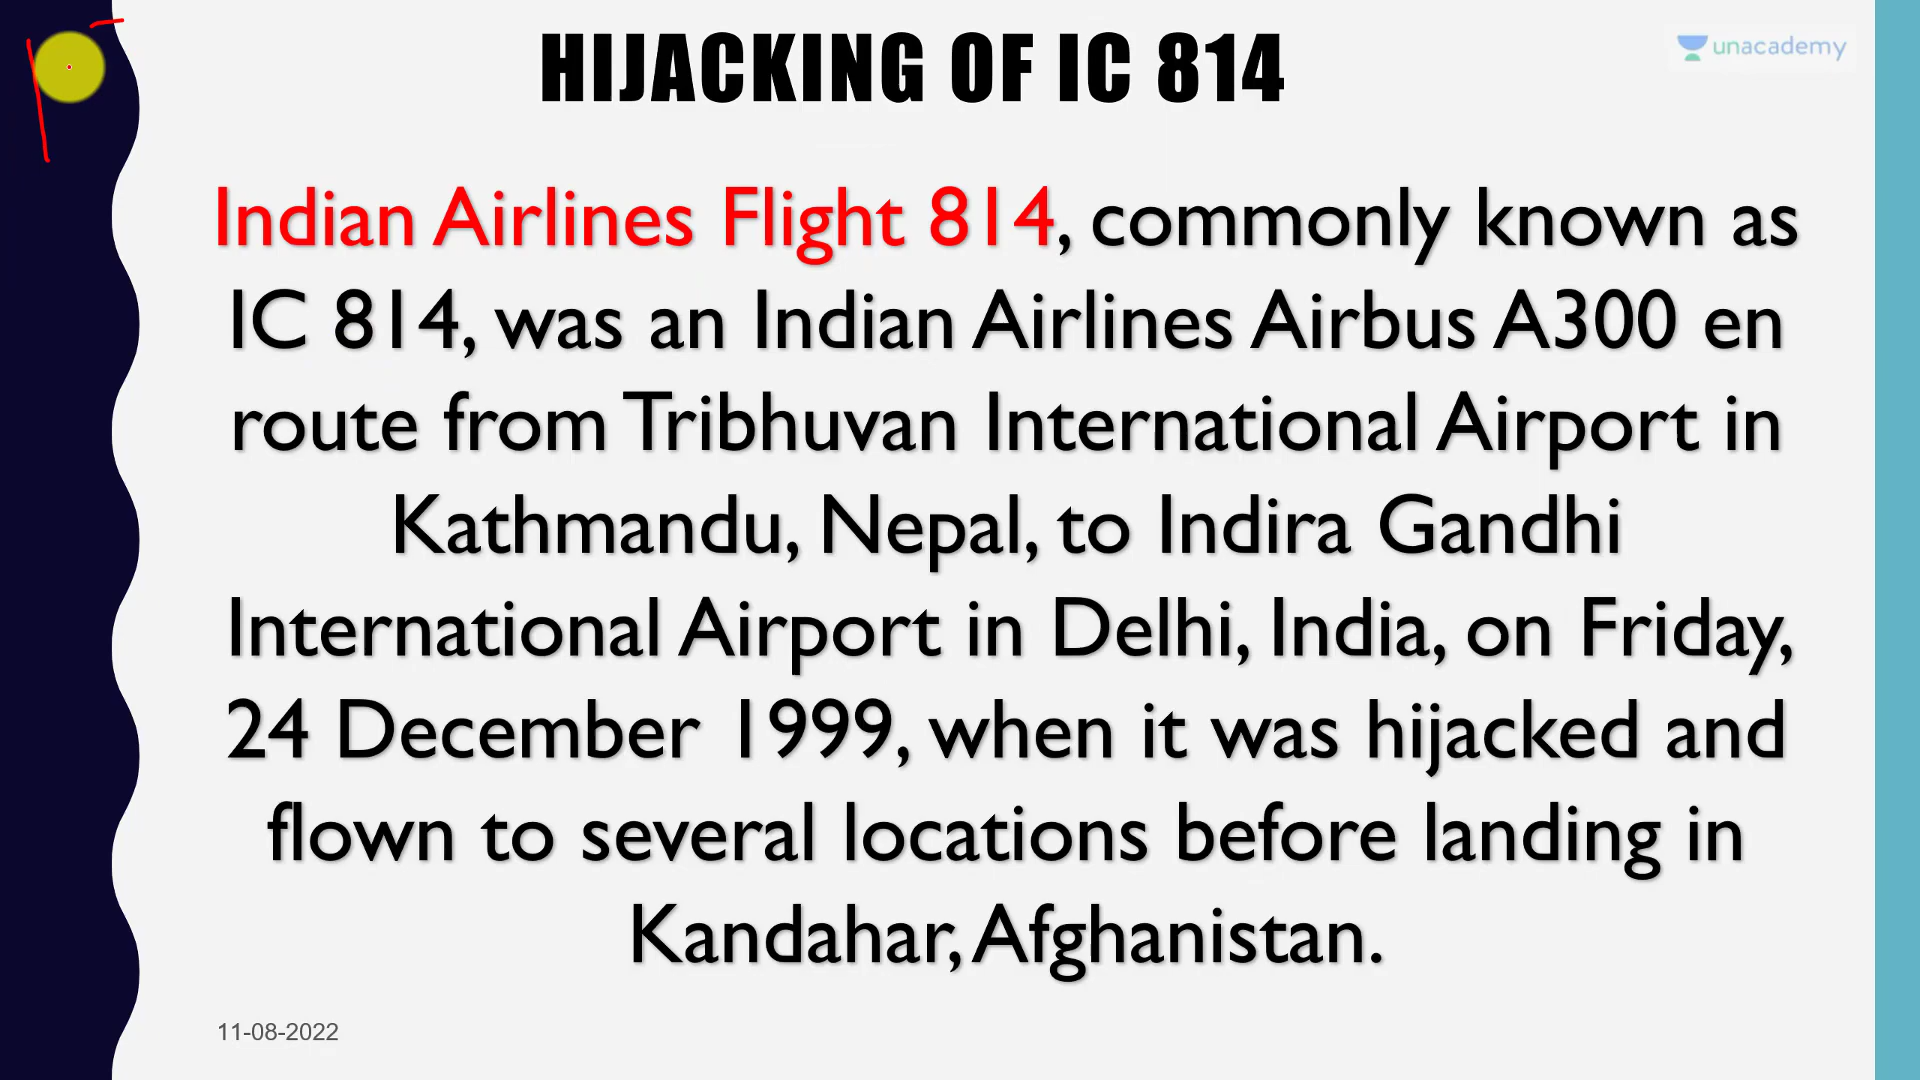 HIJACKING OF IC 814
unacademy
Indian Airlines Flight 814, commonly known as
IC 814, was an Indian Airlines Airbus A300 en
route from Tribhuvan International Airport in
Kathmandu, Nepal, to Indira Gandhi
International Airport in Delhi, India, on Friday,
24 December 1999, when it was hijacked and
flown to several locations before landing in
Kandahar, Afghanistan.
11-08-2022